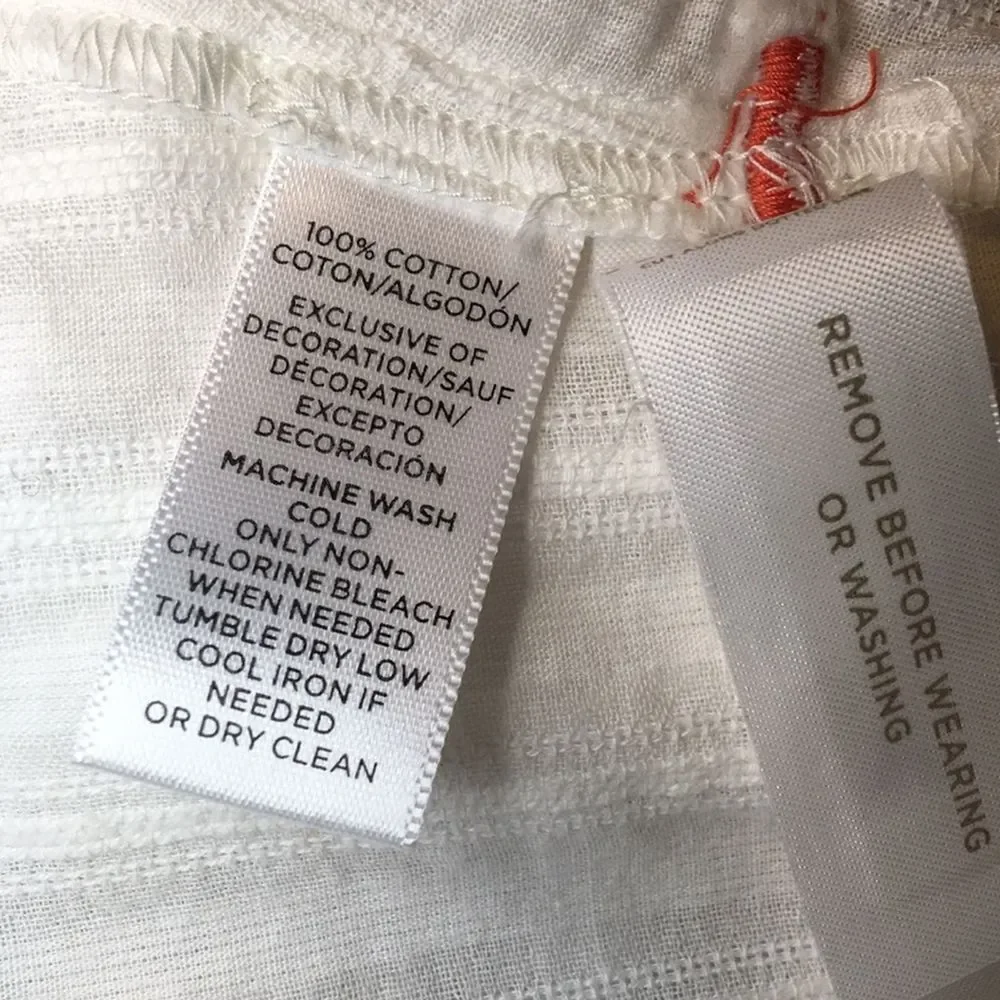 100% COTTON/
COTON/ALGODÓN
EXCLUSIVE OF
DECORATION/SAUF
DÉCORATION/
EXCEPTO
DECORACIÓN
MACHINE WASH
COLD
ONLY NON-
CHLORINE BLEACH
WHEN NEEDED
TUMBLE DRY LOW
COOL IRON IF
NEEDED
OR DRY CLEAN
REMOVE BEFORE WEARING
OR WASHING